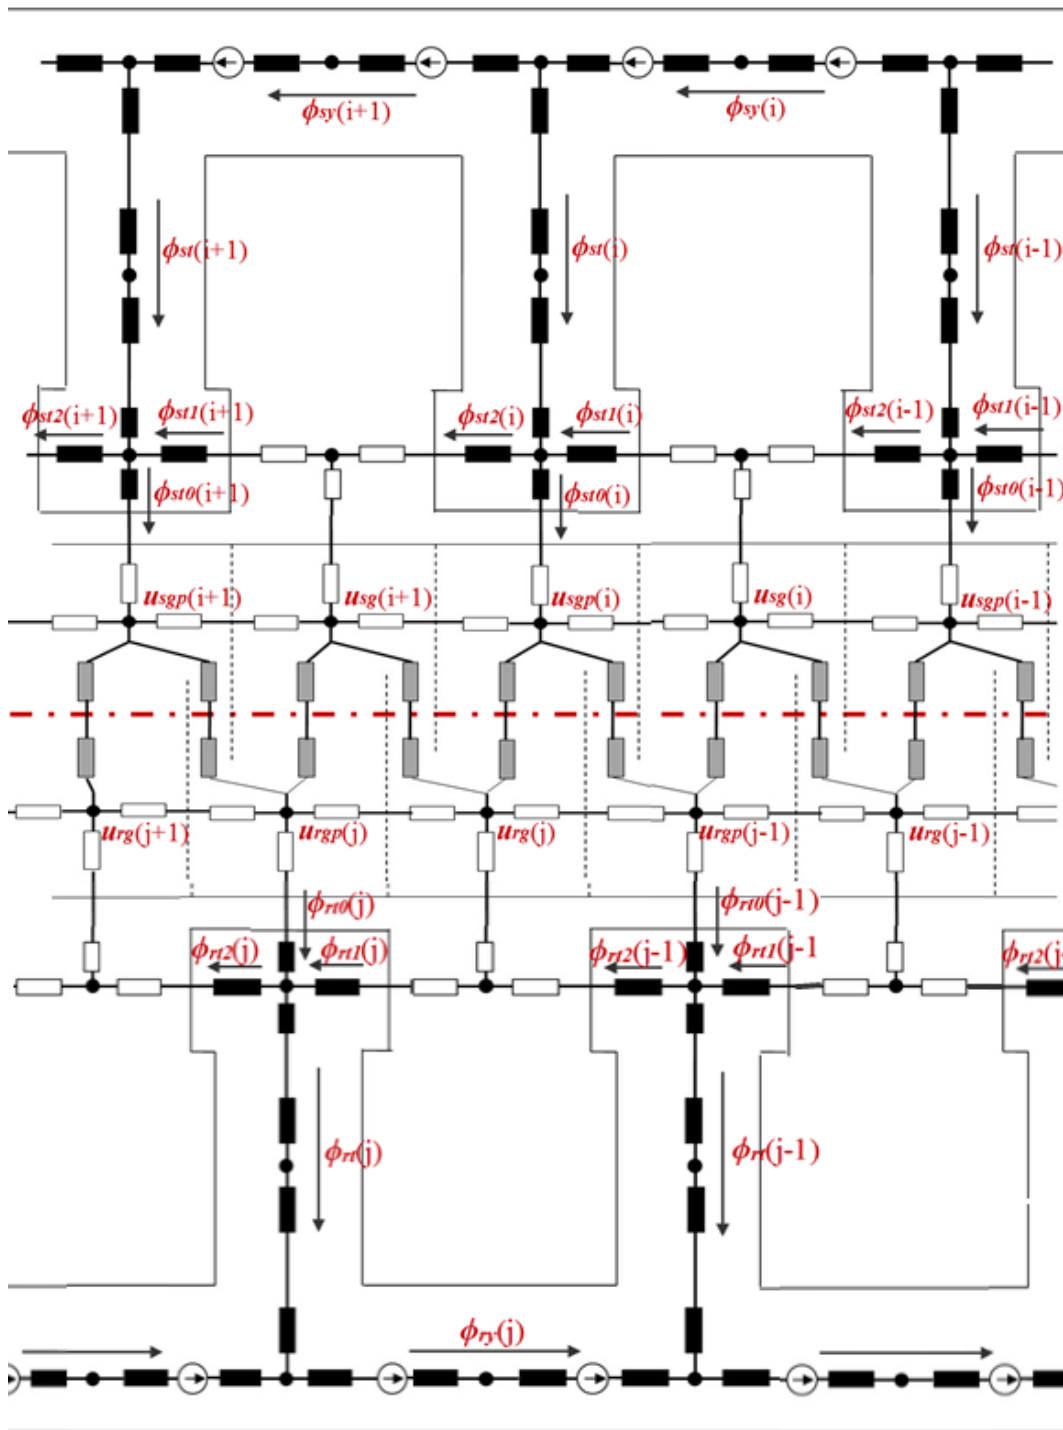 ϕsy(i+1) ϕsy(i)
ϕst(i+1) ϕst(i) ϕst(i-1)
ϕst2(i+1) ϕst1(i+1) ϕst2(i) ϕst1(i) ϕst2(i-1) ϕst1(i-1)
ϕst0(i+1) ϕst0(i) ϕst0(i-1)
usgp(i+1) usg(i+1) usgp(i) usg(i) usgp(i-1)
urg(j+1) urgp(j) urg(j) urgp(j-1) urg(j-1)
ϕrt0(j) ϕrt0(j-1)
ϕrt2(j) ϕrt1(j) ϕrt2(j-1) ϕrt1(j-1 ϕrt2(j-
ϕrt(j) ϕrt(j-1)
ϕry(j)